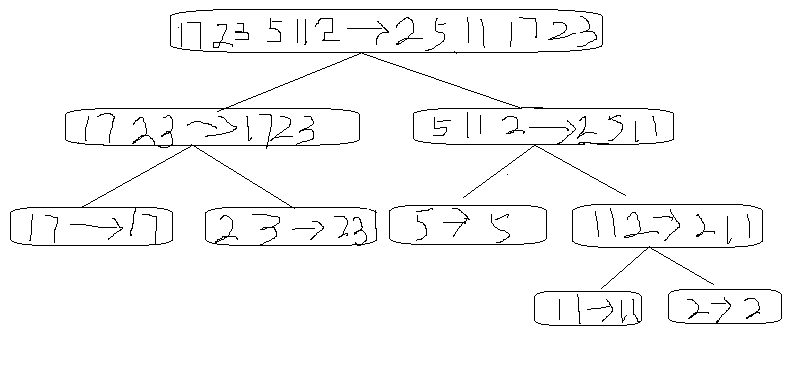 17 23 5 11 2 → 2 5 11 17 23
17 23 → 17 23
5 11 2 → 2 5 11
17 → 17
23 → 23
5 → 5
11 2 → 2 11
11 → 11
2 → 2